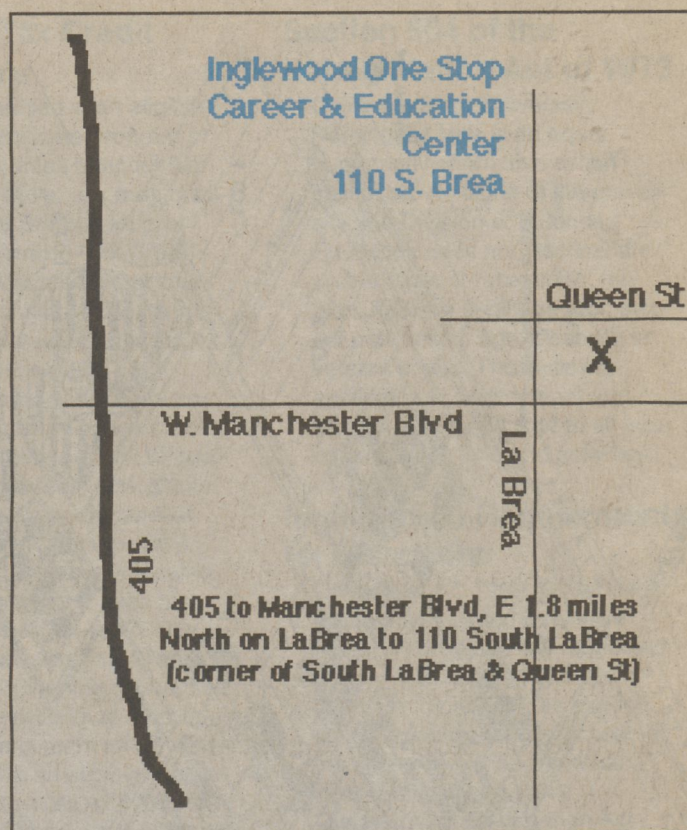 Inglewood One Stop
Career & Education
Center
110 S. Brea
Queen St
X
W. Manchester Blvd
La Brea
405
405 to Manchester Blvd, E 1.8 miles
North on LaBrea to 110 South LaBrea
(corner of South LaBrea & Queen St)